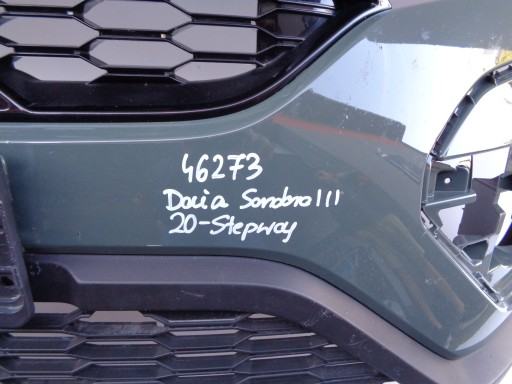 46273
Dacia Sandero III
20-Stepway